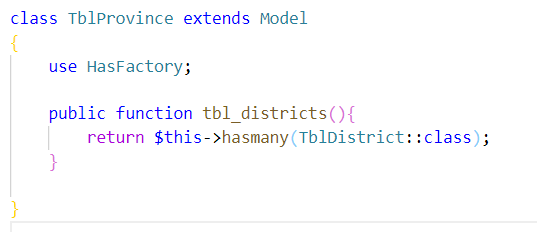 class TblProvince extends Model
{
use HasFactory;
public function tbl_districts(){
return $this->hasmany(TblDistrict::class);
}
}